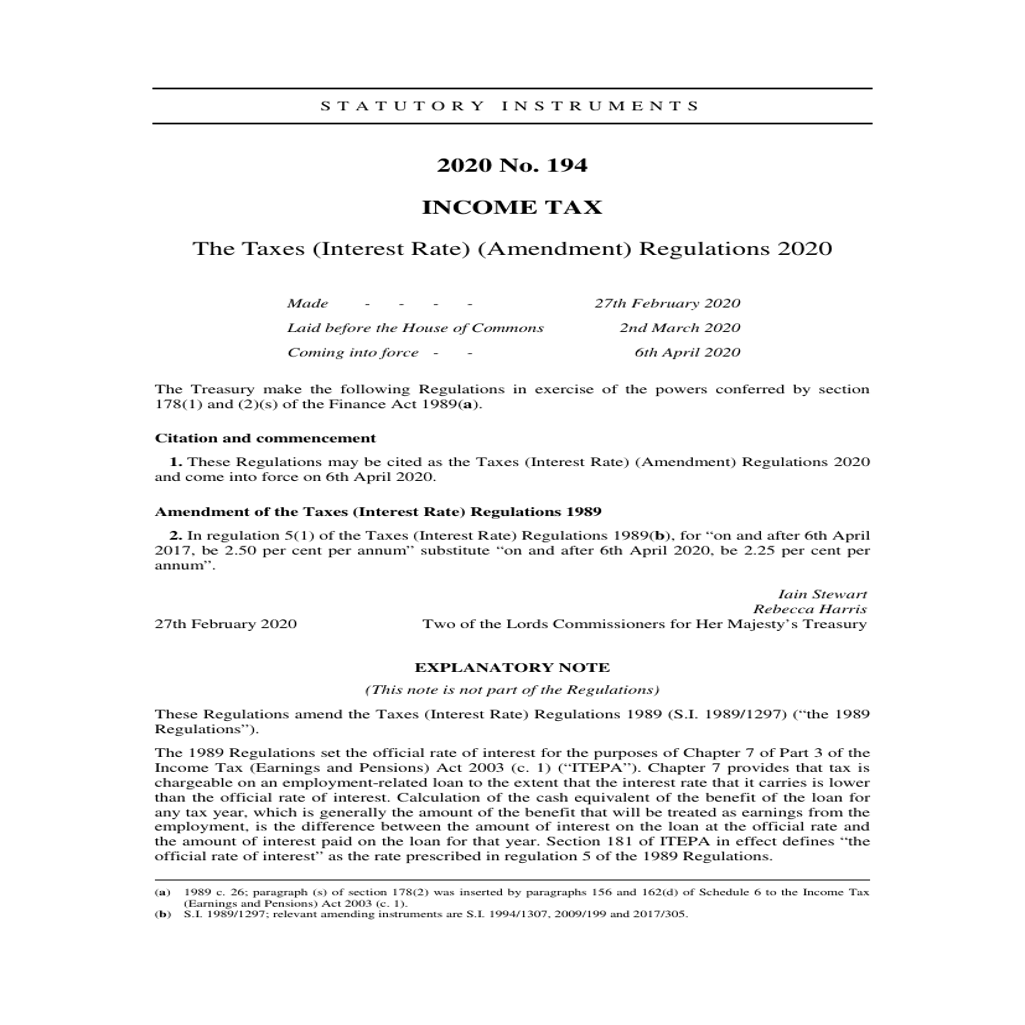 STATUTORY INSTRUMENTS
2020 No. 194
INCOME TAX
The Taxes (Interest Rate) (Amendment) Regulations 2020
Made - - - - 27th February 2020
Laid before the House of Commons 2nd March 2020
Coming into force - - 6th April 2020
The Treasury make the following Regulations in exercise of the powers conferred by section
178(1) and (2)(s) of the Finance Act 1989(a).
Citation and commencement
1. These Regulations may be cited as the Taxes (Interest Rate) (Amendment) Regulations 2020
and come into force on 6th April 2020.
Amendment of the Taxes (Interest Rate) Regulations 1989
2. In regulation 5(1) of the Taxes (Interest Rate) Regulations 1989(b), for “on and after 6th April
2017, be 2.50 per cent per annum” substitute “on and after 6th April 2020, be 2.25 per cent per
annum”.
Iain Stewart
Rebecca Harris
27th February 2020 Two of the Lords Commissioners for Her Majesty’s Treasury
EXPLANATORY NOTE
(This note is not part of the Regulations)
These Regulations amend the Taxes (Interest Rate) Regulations 1989 (S.I. 1989/1297) (“the 1989
Regulations”).
The 1989 Regulations set the official rate of interest for the purposes of Chapter 7 of Part 3 of the
Income Tax (Earnings and Pensions) Act 2003 (c. 1) (“ITEPA”). Chapter 7 provides that tax is
chargeable on an employment-related loan to the extent that the interest rate that it carries is lower
than the official rate of interest. Calculation of the cash equivalent of the benefit of the loan for
any tax year, which is generally the amount of the benefit that will be treated as earnings from the
employment, is the difference between the amount of interest on the loan at the official rate and
the amount of interest paid on the loan for that year. Section 181 of ITEPA in effect defines “the
official rate of interest” as the rate prescribed in regulation 5 of the 1989 Regulations.
(a) 1989 c. 26; paragraph (s) of section 178(2) was inserted by paragraphs 156 and 162(d) of Schedule 6 to the Income Tax
(Earnings and Pensions) Act 2003 (c. 1).
(b) S.I. 1989/1297; relevant amending instruments are S.I. 1994/1307, 2009/199 and 2017/305.